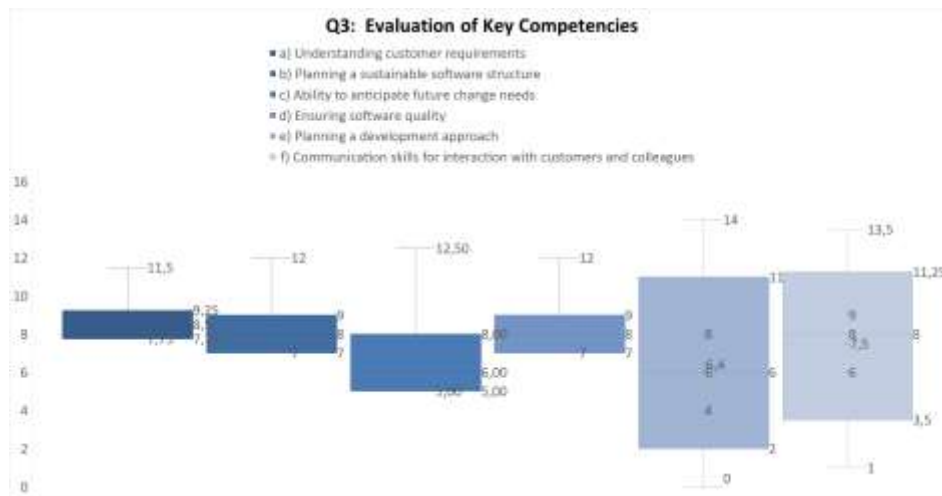 Q3: Evaluation of Key Competencies
a) Understanding customer requirements
b) Planning a sustainable software structure
c) Ability to anticipate future change needs
d) Ensuring software quality
e) Planning a development approach
f) Communication skills for interaction with customers and colleagues
16
14 14 13,5
12 11,5 12 12,50 12
10 9,25 9 9 11 11,25 9
8 7,75 8 8,00 8 8 8 8 7,5
6 7 7 6,00 7 7 6 6
4 5,00 4 3,5
2 2 1
0 0